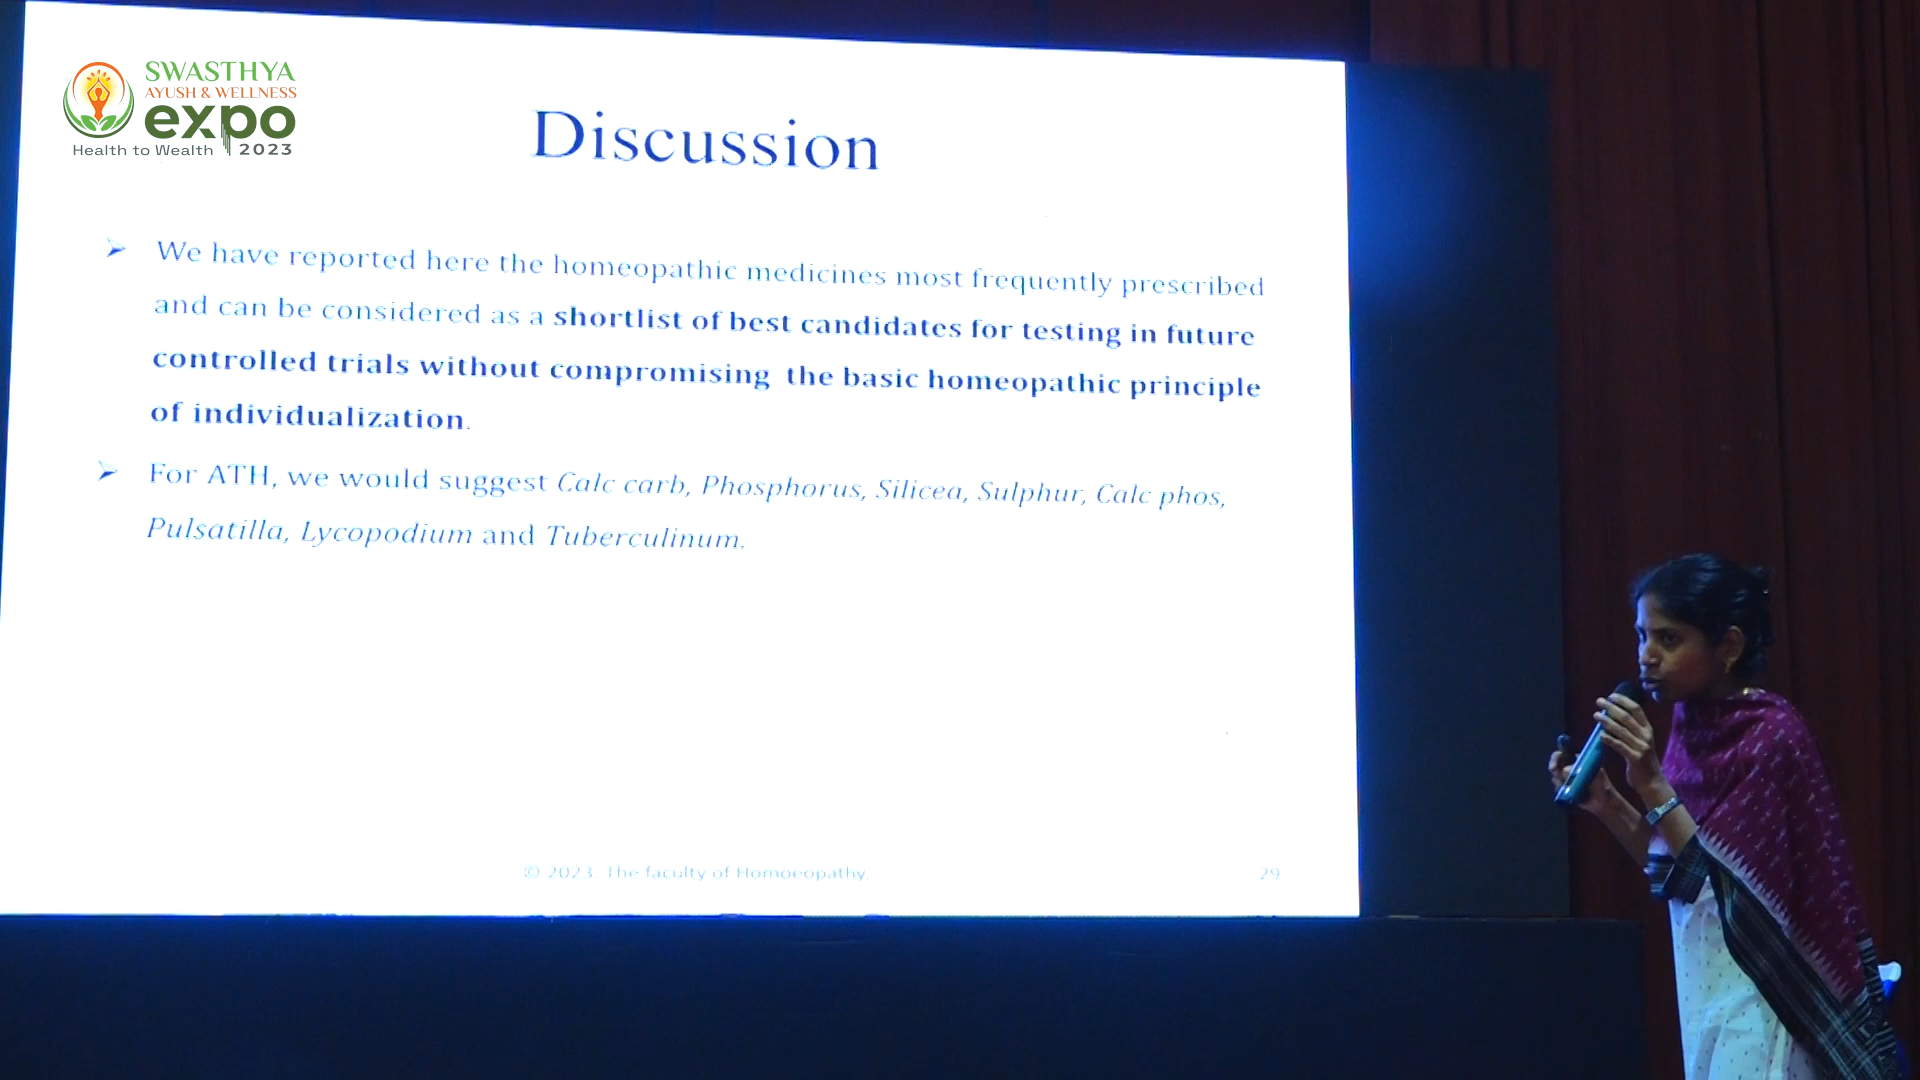 SWASTHYA
AYUSH & WELLNESS
expo
Health to Wealth 2023
Discussion
➢ We have reported here the homeopathic medicines most frequently prescribed
and can be considered as a shortlist of best candidates for testing in future
controlled trials without compromising the basic homeopathic principle
of individualization.
➢ For ATH, we would suggest Calc carb, Phosphorus, Silicea, Sulphur, Calc phos,
Pulsatilla, Lycopodium and Tuberculinum.
© 2023. The faculty of Homoeopathy. 29